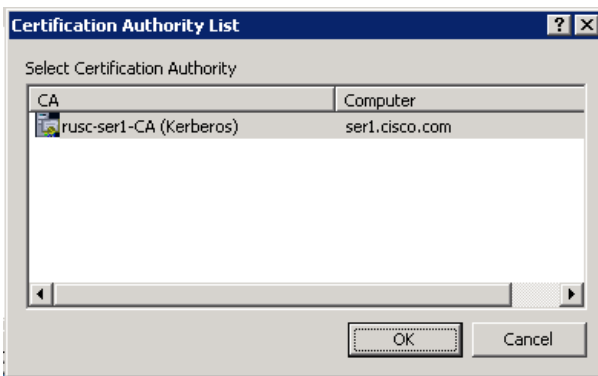 Certification Authority List
Select Certification Authority
CA Computer
rusc-ser1-CA (Kerberos) ser1.cisco.com
OK Cancel